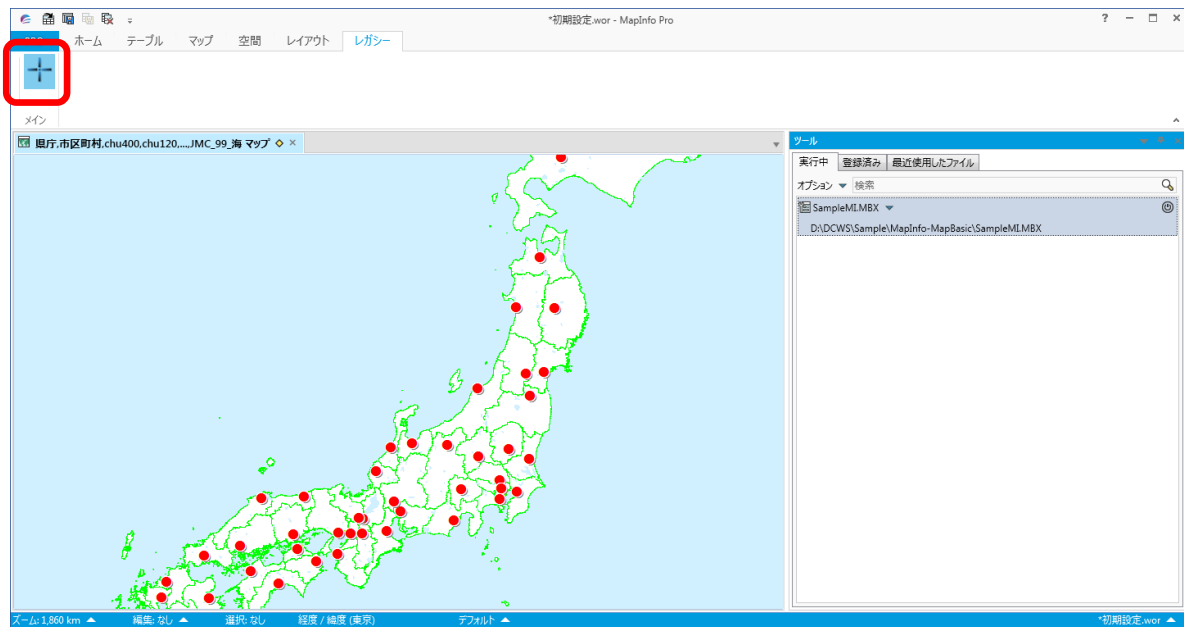 *初期設定.wor - MapInfo Pro
?
ホーム テーブル マップ 空間 レイアウト レガシー
メイン
県庁,市区町村,chu400,chu120,...,JMC_99_海 マップ
ツール
実行中 登録済み 最近使用したファイル
オプション 検索
SampleMI.MBX
D:\DCWS\Sample\MapInfo-MapBasic\SampleMI.MBX
ズーム: 1,860 km 編集: なし 選択: なし 経度 / 緯度 (東京) デフォルト *初期設定.wor